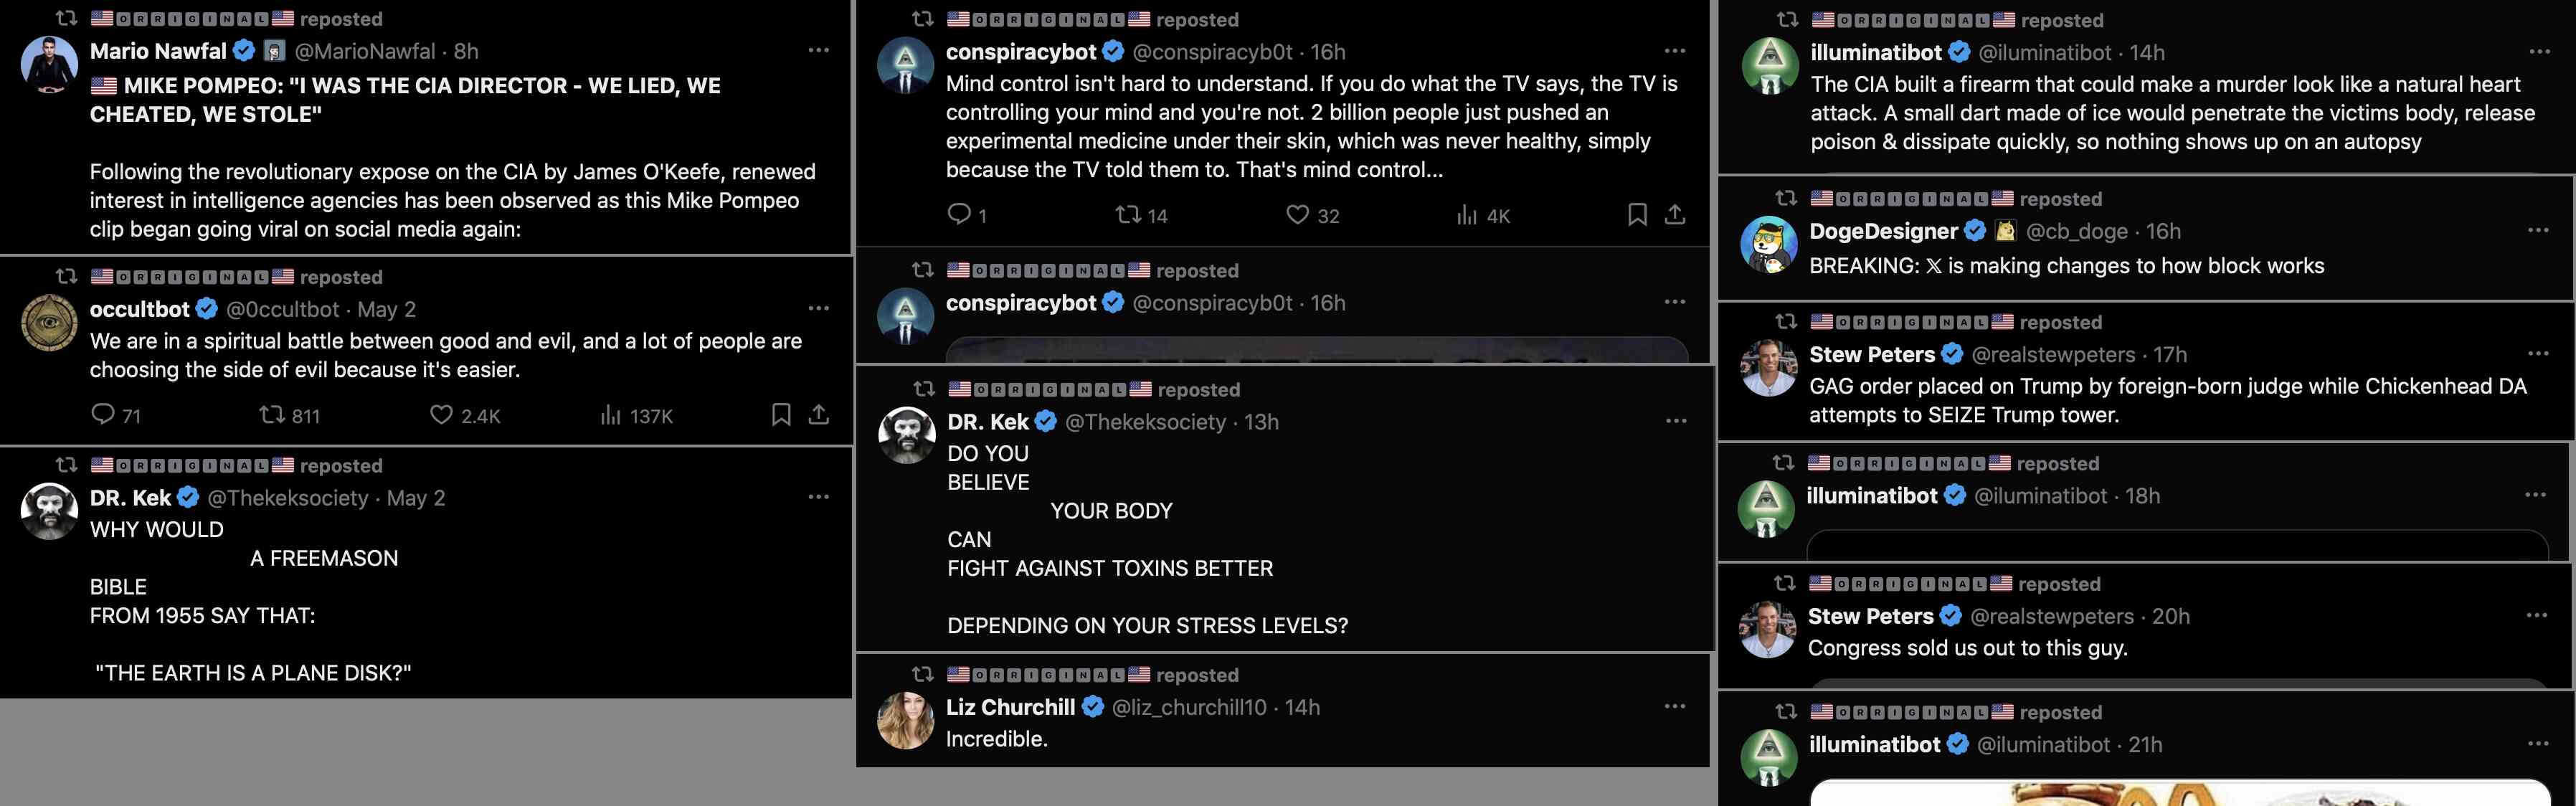 🇺🇸🄾🅁🅁🄸🄶🄸🄽🄰🄻🇺🇸 reposted
Mario Nawfal @MarioNawfal · 8h
🇺🇸 MIKE POMPEO: "I WAS THE CIA DIRECTOR - WE LIED, WE
CHEATED, WE STOLE"
Following the revolutionary expose on the CIA by James O'Keefe, renewed
interest in intelligence agencies has been observed as this Mike Pompeo
clip began going viral on social media again:
🇺🇸🄾🅁🅁🄸🄶🄸🄽🄰🄻🇺🇸 reposted
occultbot @0ccultbot · May 2
We are in a spiritual battle between good and evil, and a lot of people are
choosing the side of evil because it's easier.
71 811 2.4K 137K
🇺🇸🄾🅁🅁🄸🄶🄸🄽🄰🄻🇺🇸 reposted
DR. Kek @Thekeksociety · May 2
WHY WOULD
A FREEMASON
BIBLE
FROM 1955 SAY THAT:
"THE EARTH IS A PLANE DISK?"
🇺🇸🄾🅁🅁🄸🄶🄸🄽🄰🄻🇺🇸 reposted
conspiracybot @conspiracyb0t · 16h
Mind control isn't hard to understand. If you do what the TV says, the TV is
controlling your mind and you're not. 2 billion people just pushed an
experimental medicine under their skin, which was never healthy, simply
because the TV told them to. That's mind control...
1 14 32 4K
🇺🇸🄾🅁🅁🄸🄶🄸🄽🄰🄻🇺🇸 reposted
conspiracybot @conspiracyb0t · 16h
🇺🇸🄾🅁🅁🄸🄶🄸🄽🄰🄻🇺🇸 reposted
DR. Kek @Thekeksociety · 13h
DO YOU
BELIEVE
YOUR BODY
CAN
FIGHT AGAINST TOXINS BETTER
DEPENDING ON YOUR STRESS LEVELS?
🇺🇸🄾🅁🅁🄸🄶🄸🄽🄰🄻🇺🇸 reposted
Liz Churchill @liz_churchill10 · 14h
Incredible.
🇺🇸🄾🅁🅁🄸🄶🄸🄽🄰🄻🇺🇸 reposted
illuminatibot @iluminatibot · 14h
The CIA built a firearm that could make a murder look like a natural heart
attack. A small dart made of ice would penetrate the victims body, release
poison & dissipate quickly, so nothing shows up on an autopsy
🇺🇸🄾🅁🅁🄸🄶🄸🄽🄰🄻🇺🇸 reposted
DogeDesigner @cb_doge · 16h
BREAKING: 𝕏 is making changes to how block works
🇺🇸🄾🅁🅁🄸🄶🄸🄽🄰🄻🇺🇸 reposted
Stew Peters @realstewpeters · 17h
GAG order placed on Trump by foreign-born judge while Chickenhead DA
attempts to SEIZE Trump tower.
🇺🇸🄾🅁🅁🄸🄶🄸🄽🄰🄻🇺🇸 reposted
illuminatibot @iluminatibot · 18h
🇺🇸🄾🅁🅁🄸🄶🄸🄽🄰🄻🇺🇸 reposted
Stew Peters @realstewpeters · 20h
Congress sold us out to this guy.
🇺🇸🄾🅁🅁🄸🄶🄸🄽🄰🄻🇺🇸 reposted
illuminatibot @iluminatibot · 21h